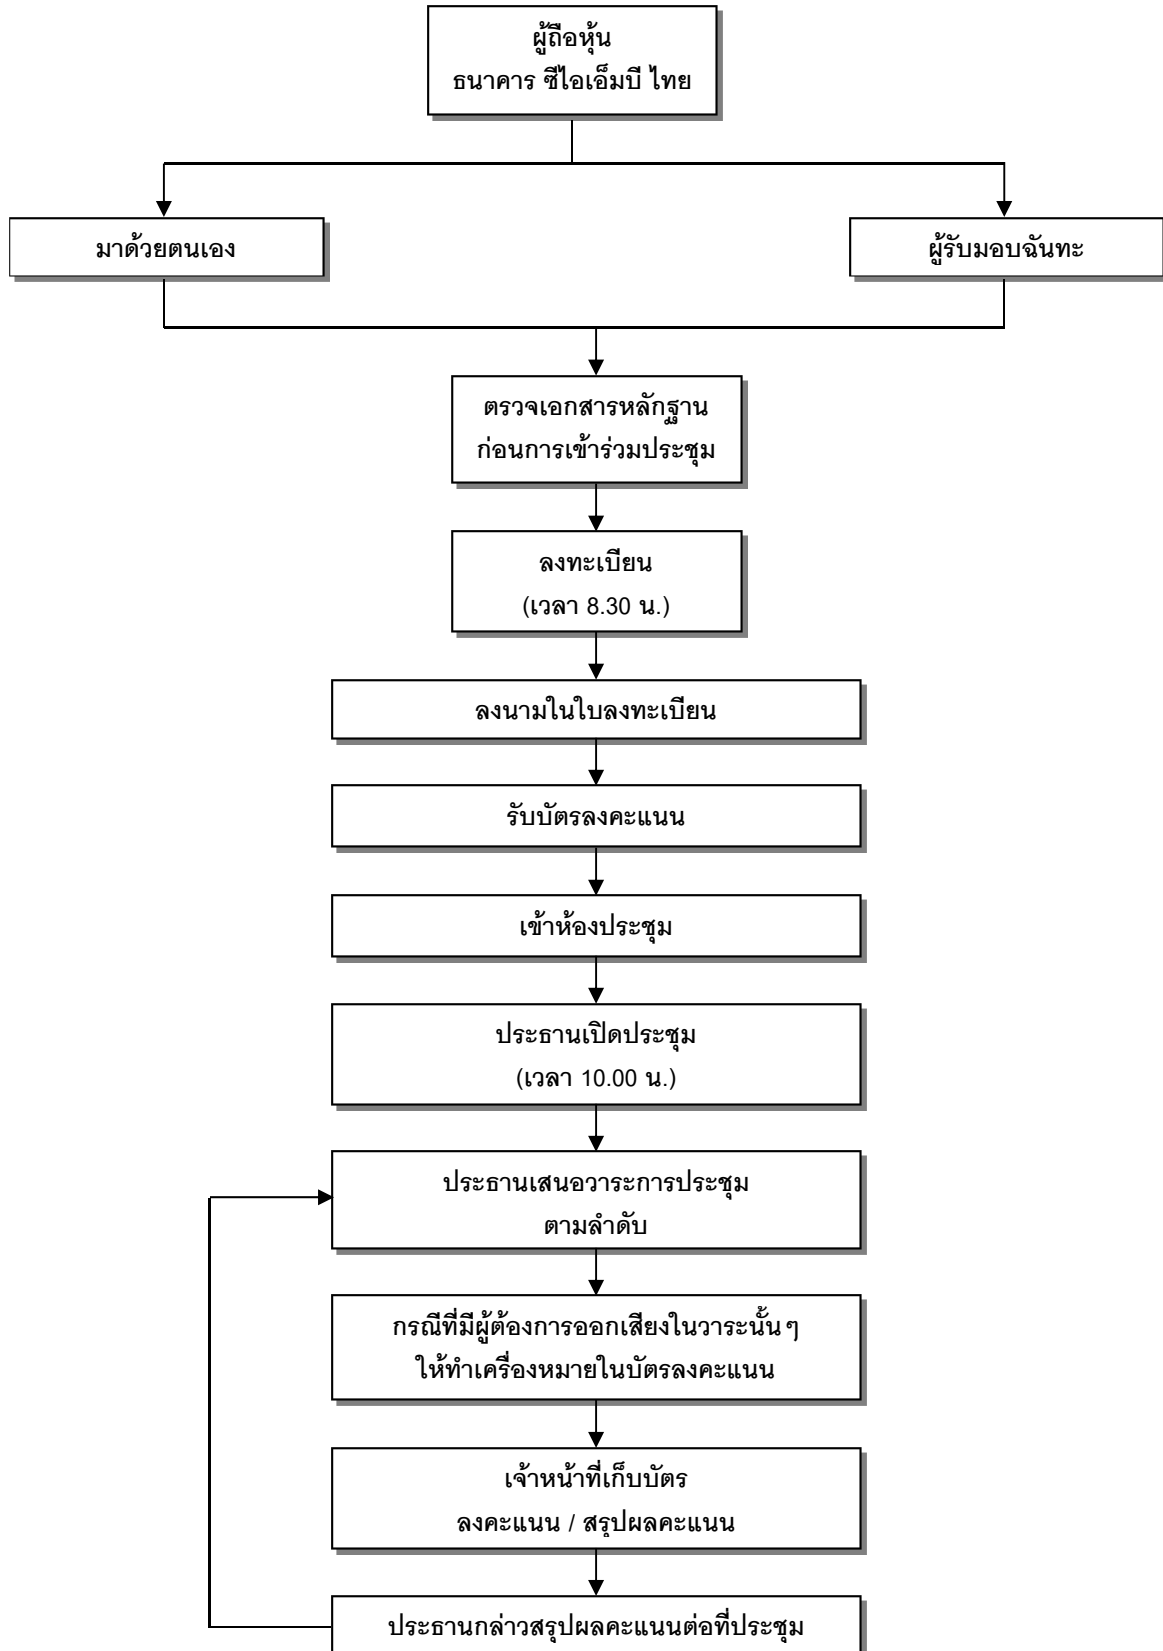 ผู้ถือหุ้น
ธนาคาร ซีไอเอ็มบี ไทย
มาด้วยตนเอง
ผู้รับมอบฉันทะ
ตรวจเอกสารหลักฐาน
ก่อนการเข้าร่วมประชุม
ลงทะเบียน
(เวลา 8.30 น.)
ลงนามในใบลงทะเบียน
รับบัตรลงคะแนน
เข้าห้องประชุม
ประธานเปิดประชุม
(เวลา 10.00 น.)
ประธานเสนอวาระการประชุม
ตามลำดับ
กรณีที่มีผู้ต้องการออกเสียงในวาระนั้น ๆ
ให้ทำเครื่องหมายในบัตรลงคะแนน
เจ้าหน้าที่เก็บบัตร
ลงคะแนน / สรุปผลคะแนน
ประธานกล่าวสรุปผลคะแนนต่อที่ประชุม